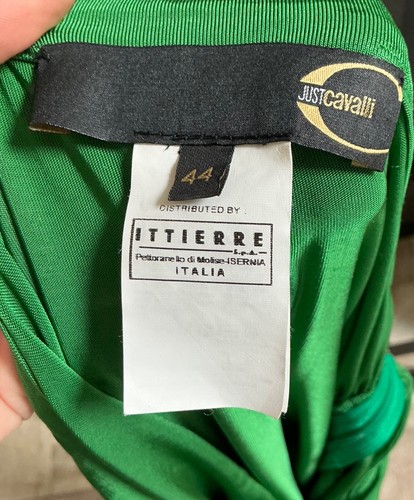 JUST cavalli
44
DISTRIBUTED BY :
ITTIERRE
S.p.A.
Pettoranello di Molise-ISERNIA
ITALIA